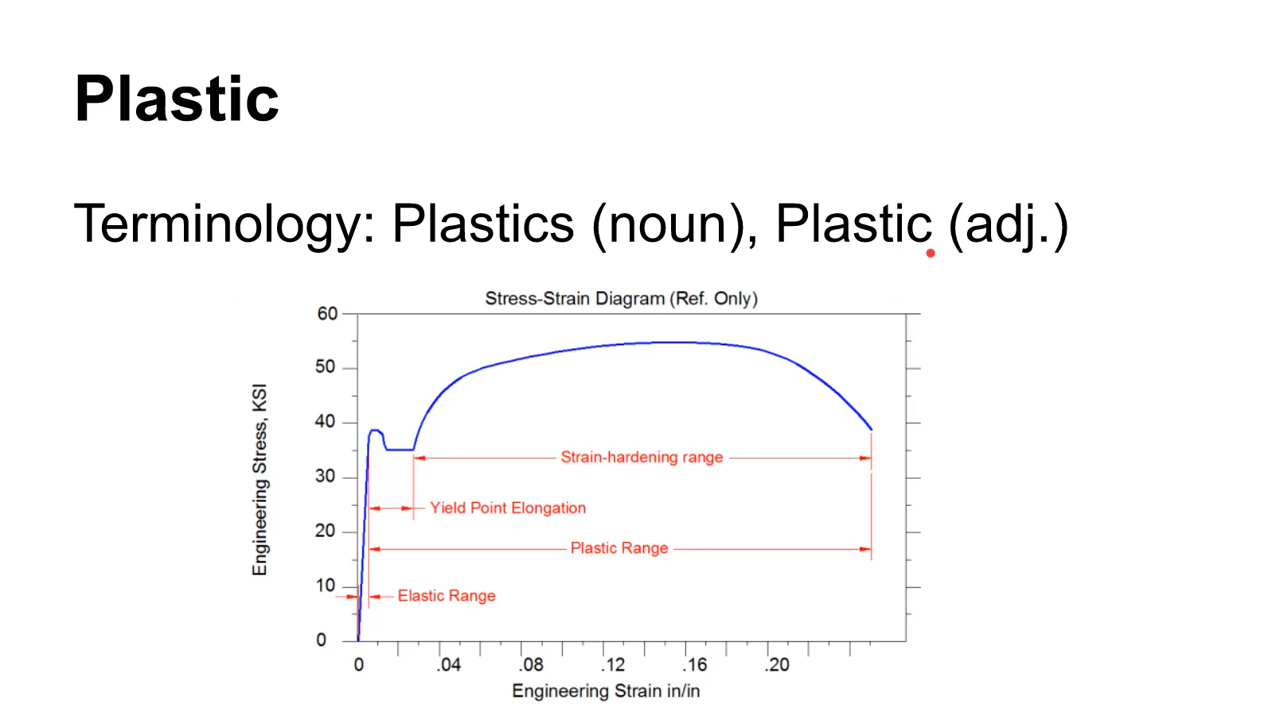 Plastic
Terminology: Plastics (noun), Plastic (adj.)
Stress-Strain Diagram (Ref. Only)
60
50
40
30
20
10
0
Engineering Stress, KSI
Strain-hardening range
Yield Point Elongation
Plastic Range
Elastic Range
0 .04 .08 .12 .16 .20
Engineering Strain in/in